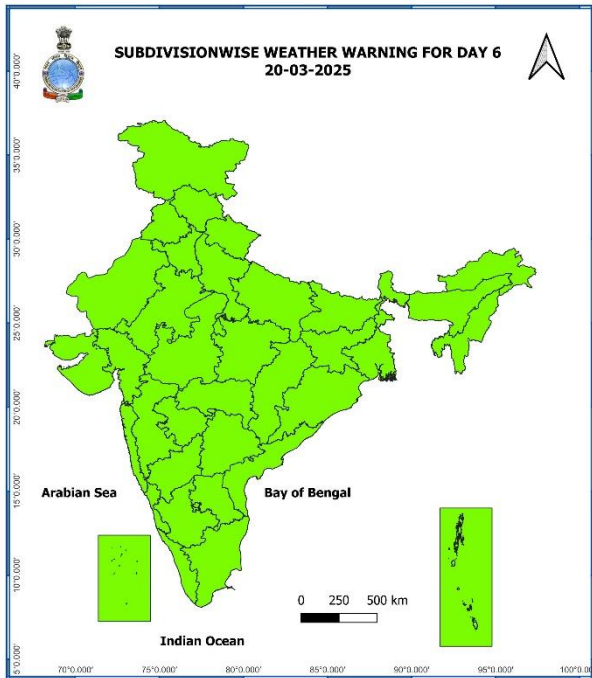 SUBDIVISIONWISE WEATHER WARNING FOR DAY 6
20-03-2025
40°0.000'
35°0.000'
30°0.000'
25°0.000'
20°0.000'
15°0.000'
10°0.000'
5°0.000'
Arabian Sea
Bay of Bengal
0 250 500 km
Indian Ocean
70°0.000' 75°0.000' 80°0.000' 85°0.000' 90°0.000' 95°0.000' 100°0.0